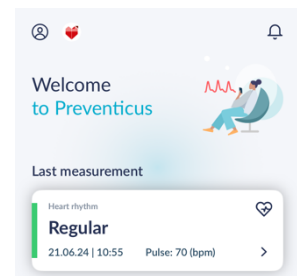 Welcome
to Preventicus
Last measurement
Heart rhythm
Regular
21.06.24 | 10:55 Pulse: 70 (bpm)